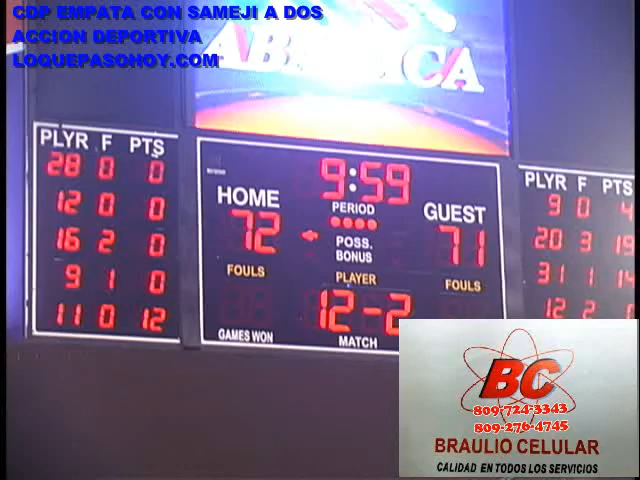 CDP EMPATA CON SAMEJI A DOS
ACCION DEPORTIVA
LOQUEPASOHOY.COM
PLYR F PTS
28 0 0
12 0 0
16 2 0
9 1 0
11 0 12
9:59
HOME PERIOD GUEST
72 POSS. BONUS 71
FOULS PLAYER FOULS
12-2
GAMES WON MATCH
PLYR F PTS
9 0 4
20 3 19
31 1 14
12 2
BC
809-724-3343
809-276-4745
BRAULIO CELULAR
CALIDAD EN TODOS LOS SERVICIOS